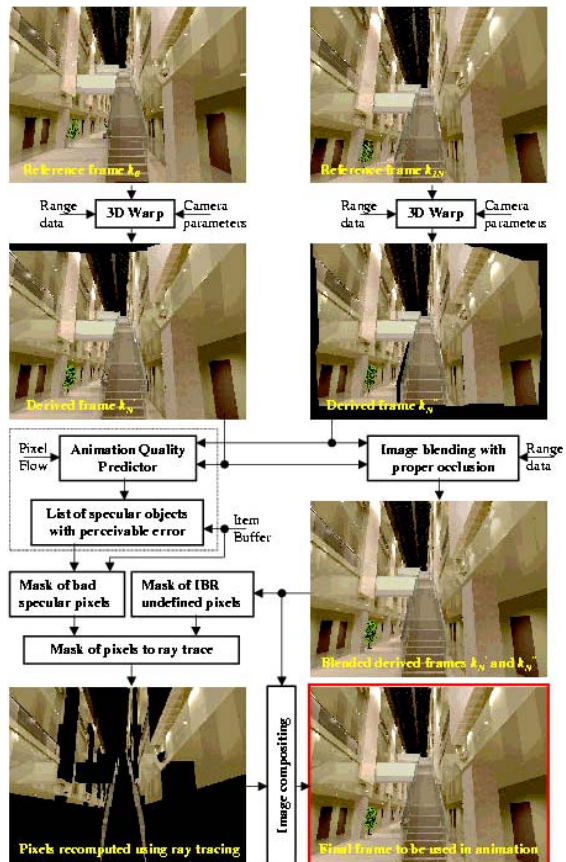 Reference frame k0
Reference frame k2N
Range data
3D Warp
Camera parameters
Range data
3D Warp
Camera parameters
Derived frame kN'
Derived frame kN''
Pixel Flow
Animation Quality Predictor
Image blending with proper occlusion
Range data
List of specular objects with perceivable error
Item Buffer
Mask of bad specular pixels
Mask of IBR undefined pixels
Mask of pixels to ray trace
Blended derived frames kN' and kN''
Image compositing
Pixels recomputed using ray tracing
Final frame to be used in animation